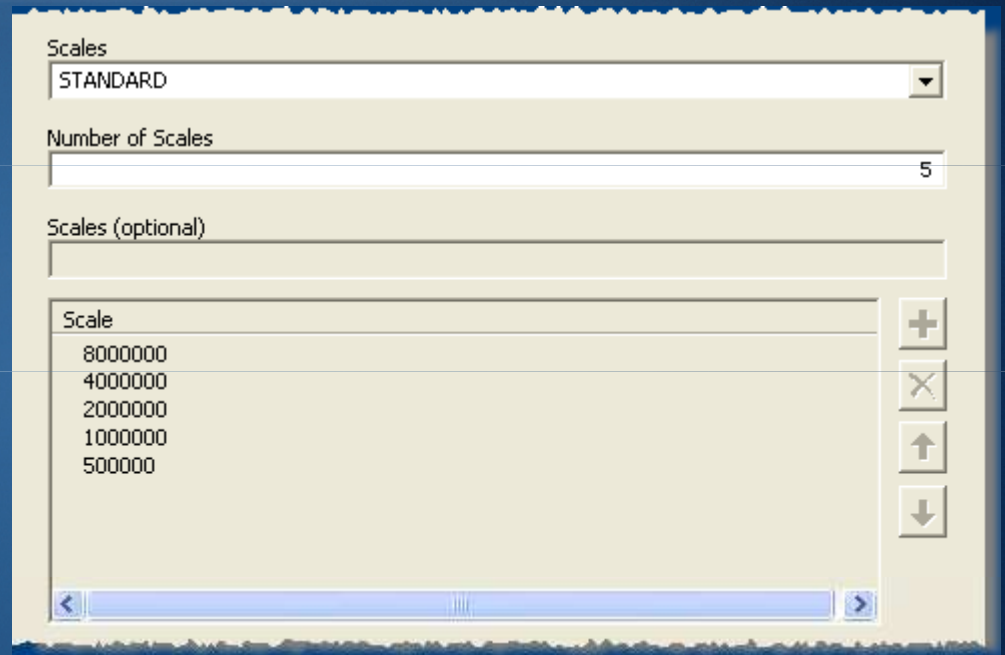 Scales
STANDARD
Number of Scales
5
Scales (optional)
Scale
8000000
4000000
2000000
1000000
500000